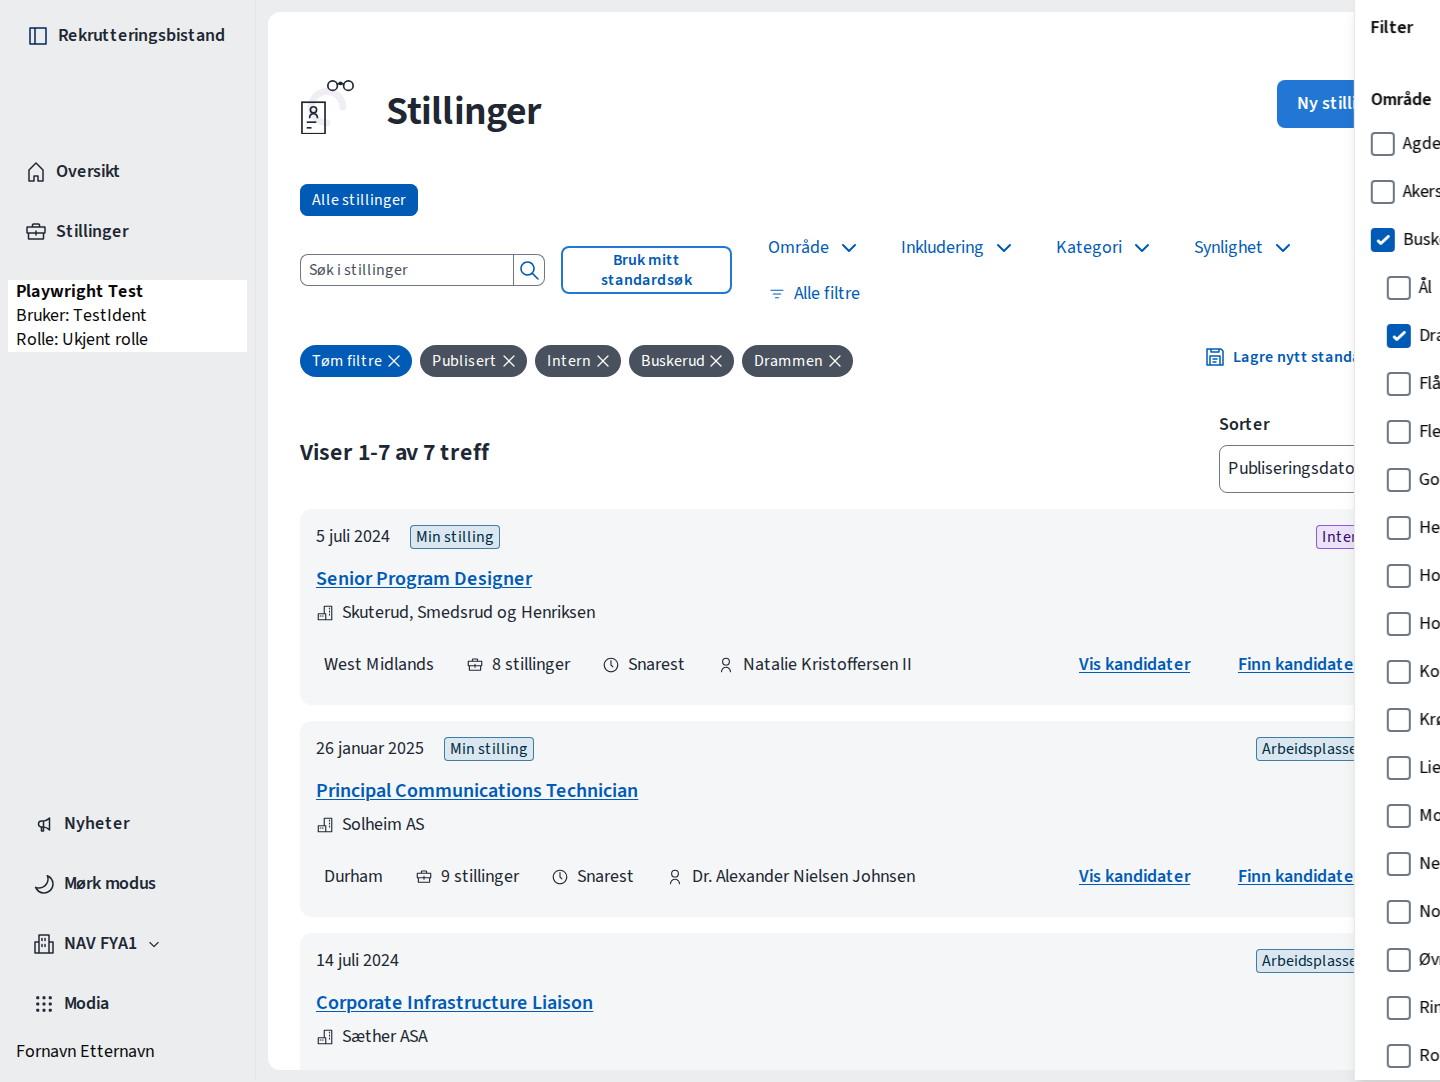 Rekrutteringsbistand
Oversikt
Stillinger
Playwright Test
Bruker: TestIdent
Rolle: Ukjent rolle
Nyheter
Mørk modus
NAV FYA1
Modia
Fornavn Etternavn
Stillinger
Ny stilli
Alle stillinger
Søk i stillinger
Bruk mitt
standardsøk
Område
Inkludering
Kategori
Synlighet
Alle filtre
Tøm filtre
Publisert
Intern
Buskerud
Drammen
Lagre nytt standa
Viser 1-7 av 7 treff
Sorter
Publiseringsdato
5 juli 2024
Min stilling
Inter
Senior Program Designer
Skuterud, Smedsrud og Henriksen
West Midlands
8 stillinger
Snarest
Natalie Kristoffersen II
Vis kandidater
Finn kandidate
26 januar 2025
Min stilling
Arbeidsplasse
Principal Communications Technician
Solheim AS
Durham
9 stillinger
Snarest
Dr. Alexander Nielsen Johnsen
Vis kandidater
Finn kandidate
14 juli 2024
Arbeidsplasse
Corporate Infrastructure Liaison
Sæther ASA
Filter
Område
Agde
Akers
Buske
Ål
Dra
Flå
Fle
Go
He
Ho
Ho
Ko
Krø
Lie
Mo
Ne
No
Øv
Rin
Ro